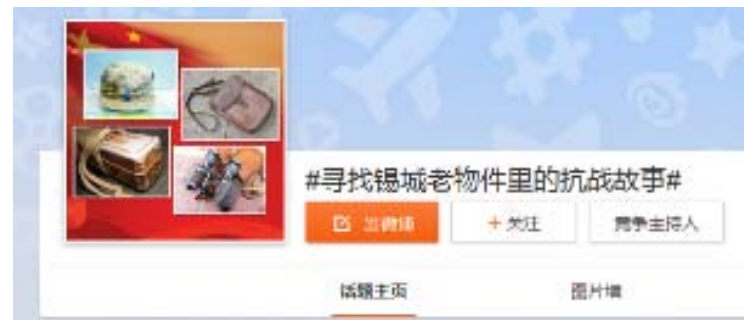 #寻找锡城老物件里的抗战故事#
发微博
+关注
竞争主持人
话题主页
图片墙